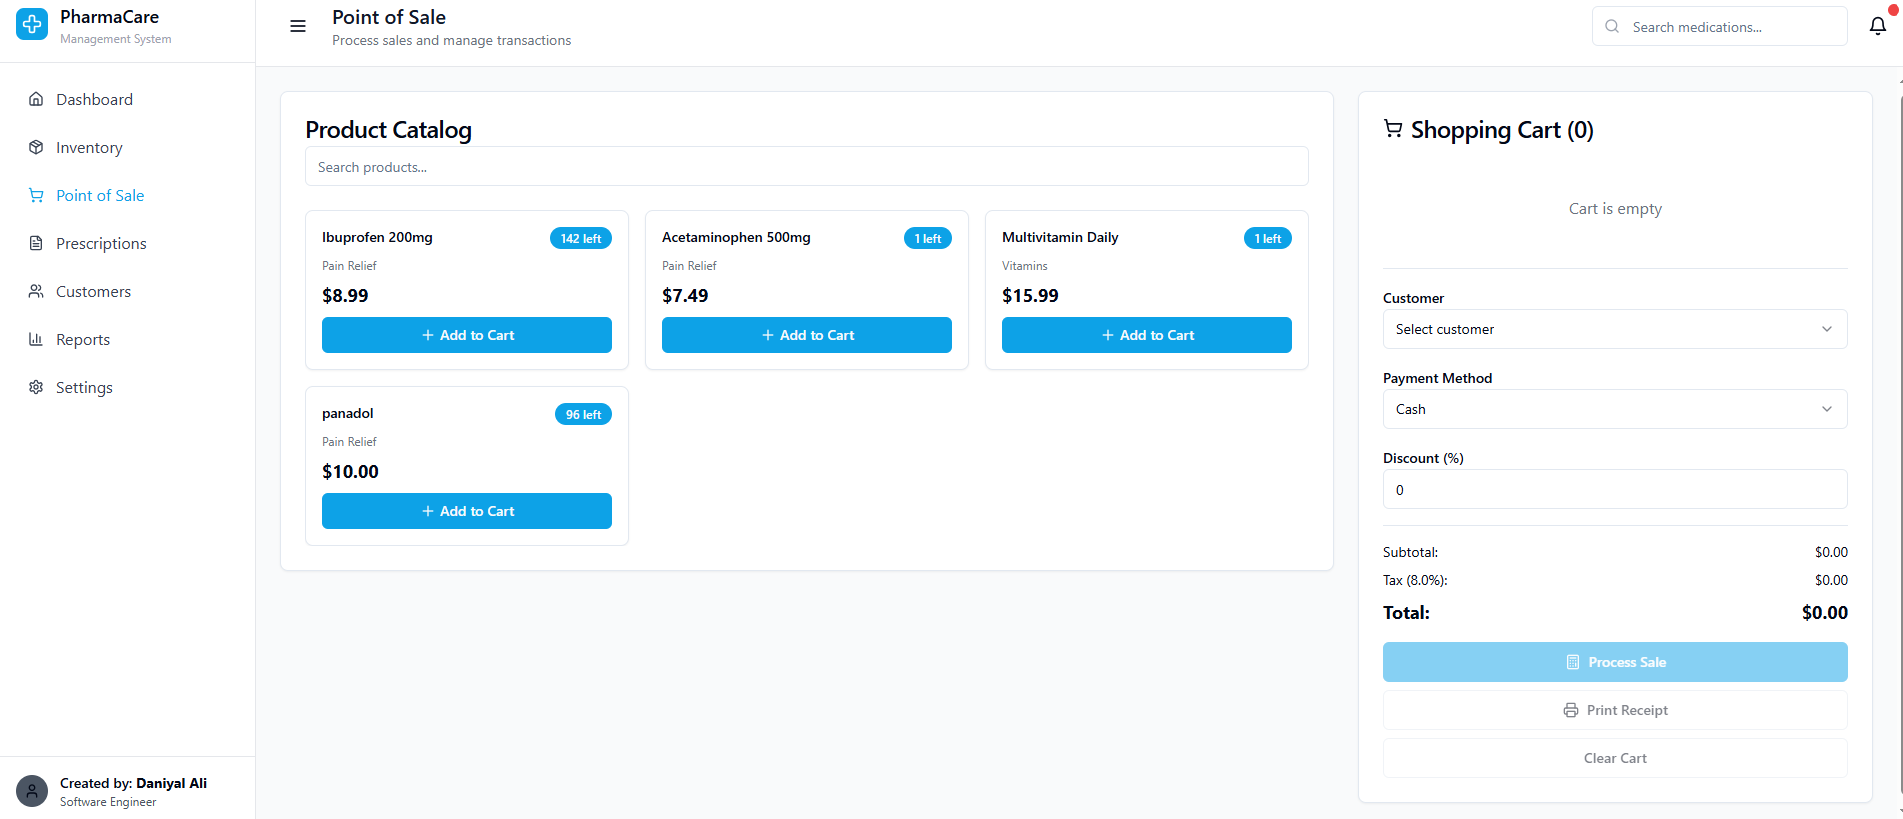 PharmaCare
Management System
Dashboard
Inventory
Point of Sale
Prescriptions
Customers
Reports
Settings
Created by: Daniyal Ali
Software Engineer
Point of Sale
Process sales and manage transactions
Search medications...
Product Catalog
Search products...
Ibuprofen 200mg
142 left
Pain Relief
$8.99
Add to Cart
Acetaminophen 500mg
1 left
Pain Relief
$7.49
Add to Cart
Multivitamin Daily
1 left
Vitamins
$15.99
Add to Cart
panadol
96 left
Pain Relief
$10.00
Add to Cart
Shopping Cart (0)
Cart is empty
Customer
Select customer
Payment Method
Cash
Discount (%)
0
Subtotal: $0.00
Tax (8.0%): $0.00
Total: $0.00
Process Sale
Print Receipt
Clear Cart